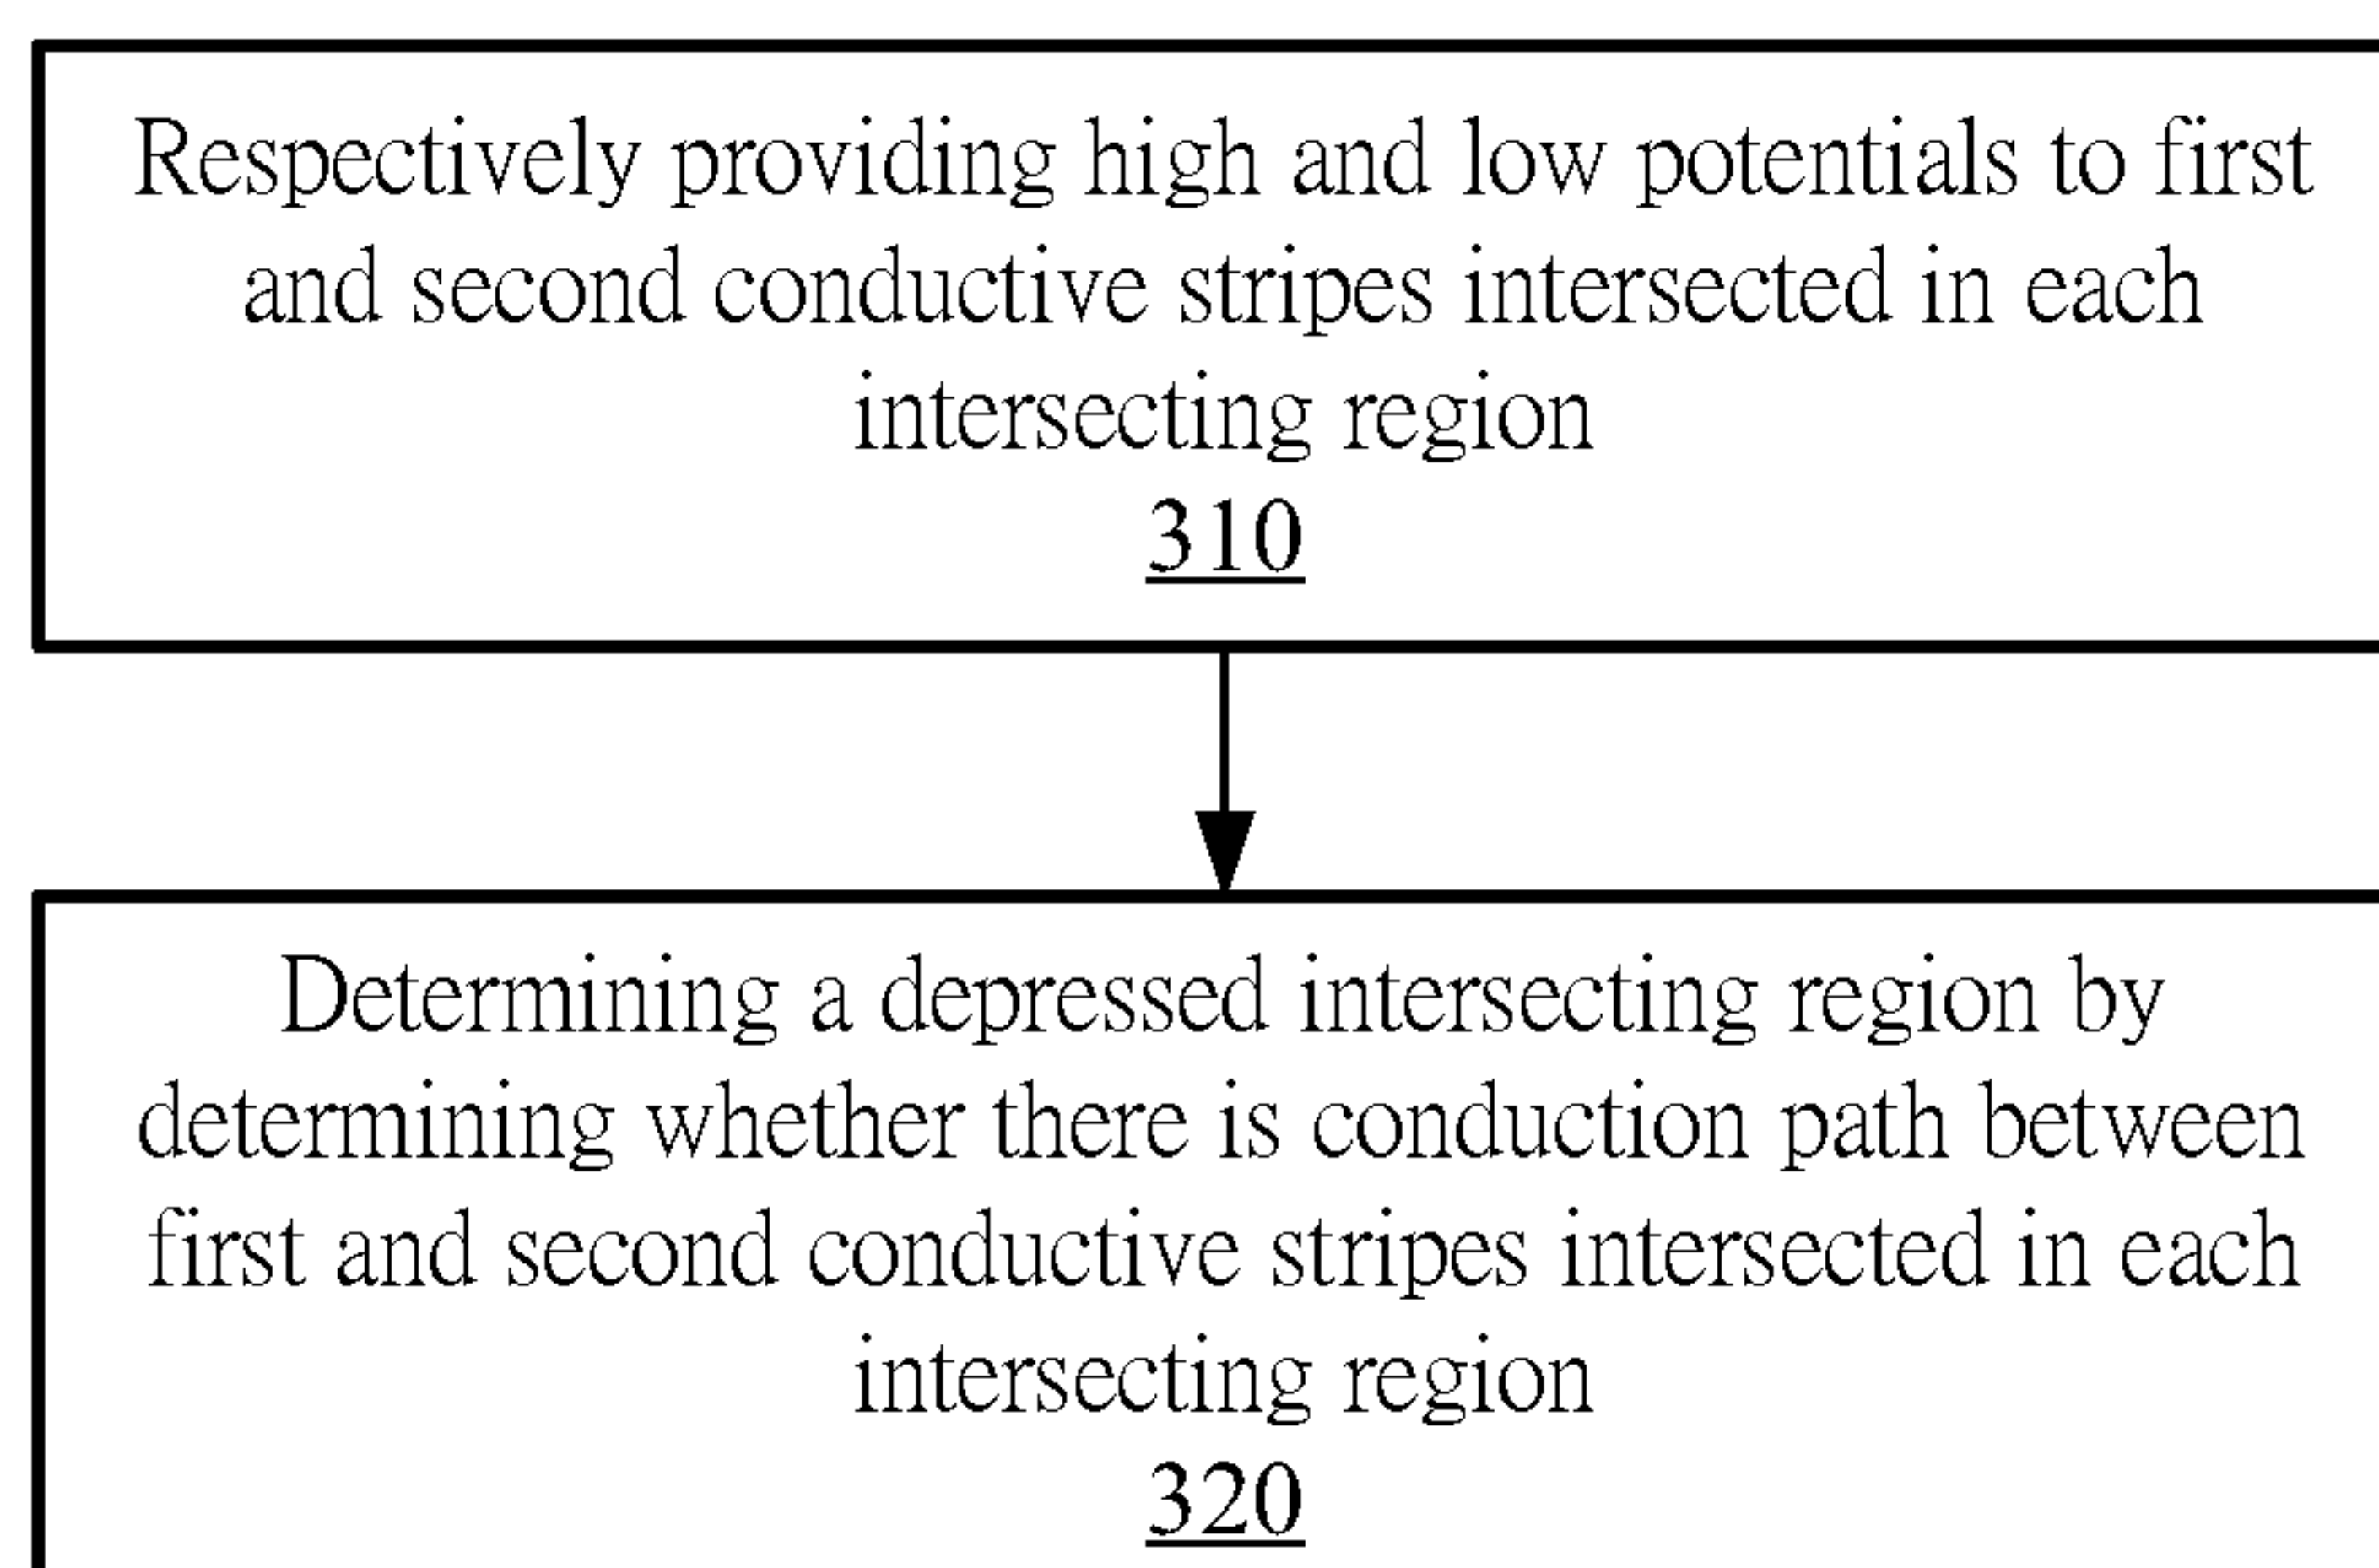 Respectively providing high and low potentials to first
and second conductive stripes intersected in each
intersecting region
310
Determining a depressed intersecting region by
determining whether there is conduction path between
first and second conductive stripes intersected in each
intersecting region
320